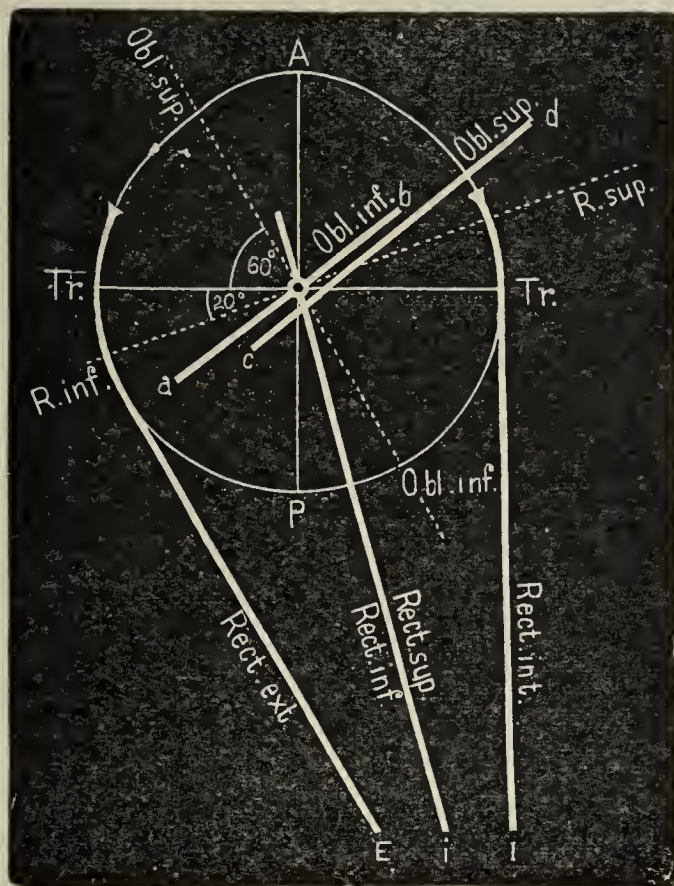 Obl.sup.
A
Obl.sup.
d
R.sup.
Obl.inf.
b
60°
Tr.
20°
Tr.
R.inf.
a
c
Obl.inf.
P
Rect.ext.
Rect.inf.
Rect.sup.
Rect.int.
E
i
I